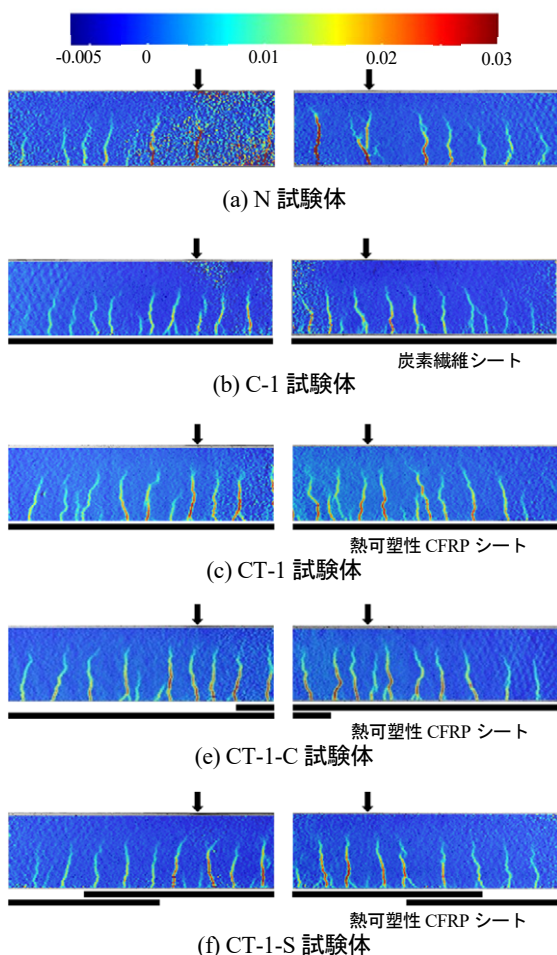 -0.005 0 0.01 0.02 0.03
(a) N 試験体
炭素繊維シート
(b) C-1 試験体
熱可塑性 CFRP シート
(c) CT-1 試験体
熱可塑性 CFRP シート
(e) CT-1-C 試験体
熱可塑性 CFRP シート
(f) CT-1-S 試験体